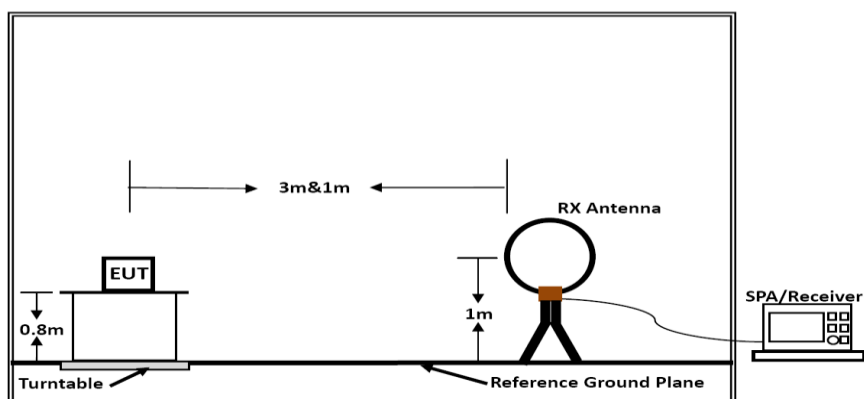 3m&1m
RX Antenna
EUT
SPA/Receiver
0.8m
1m
Turntable
Reference Ground Plane